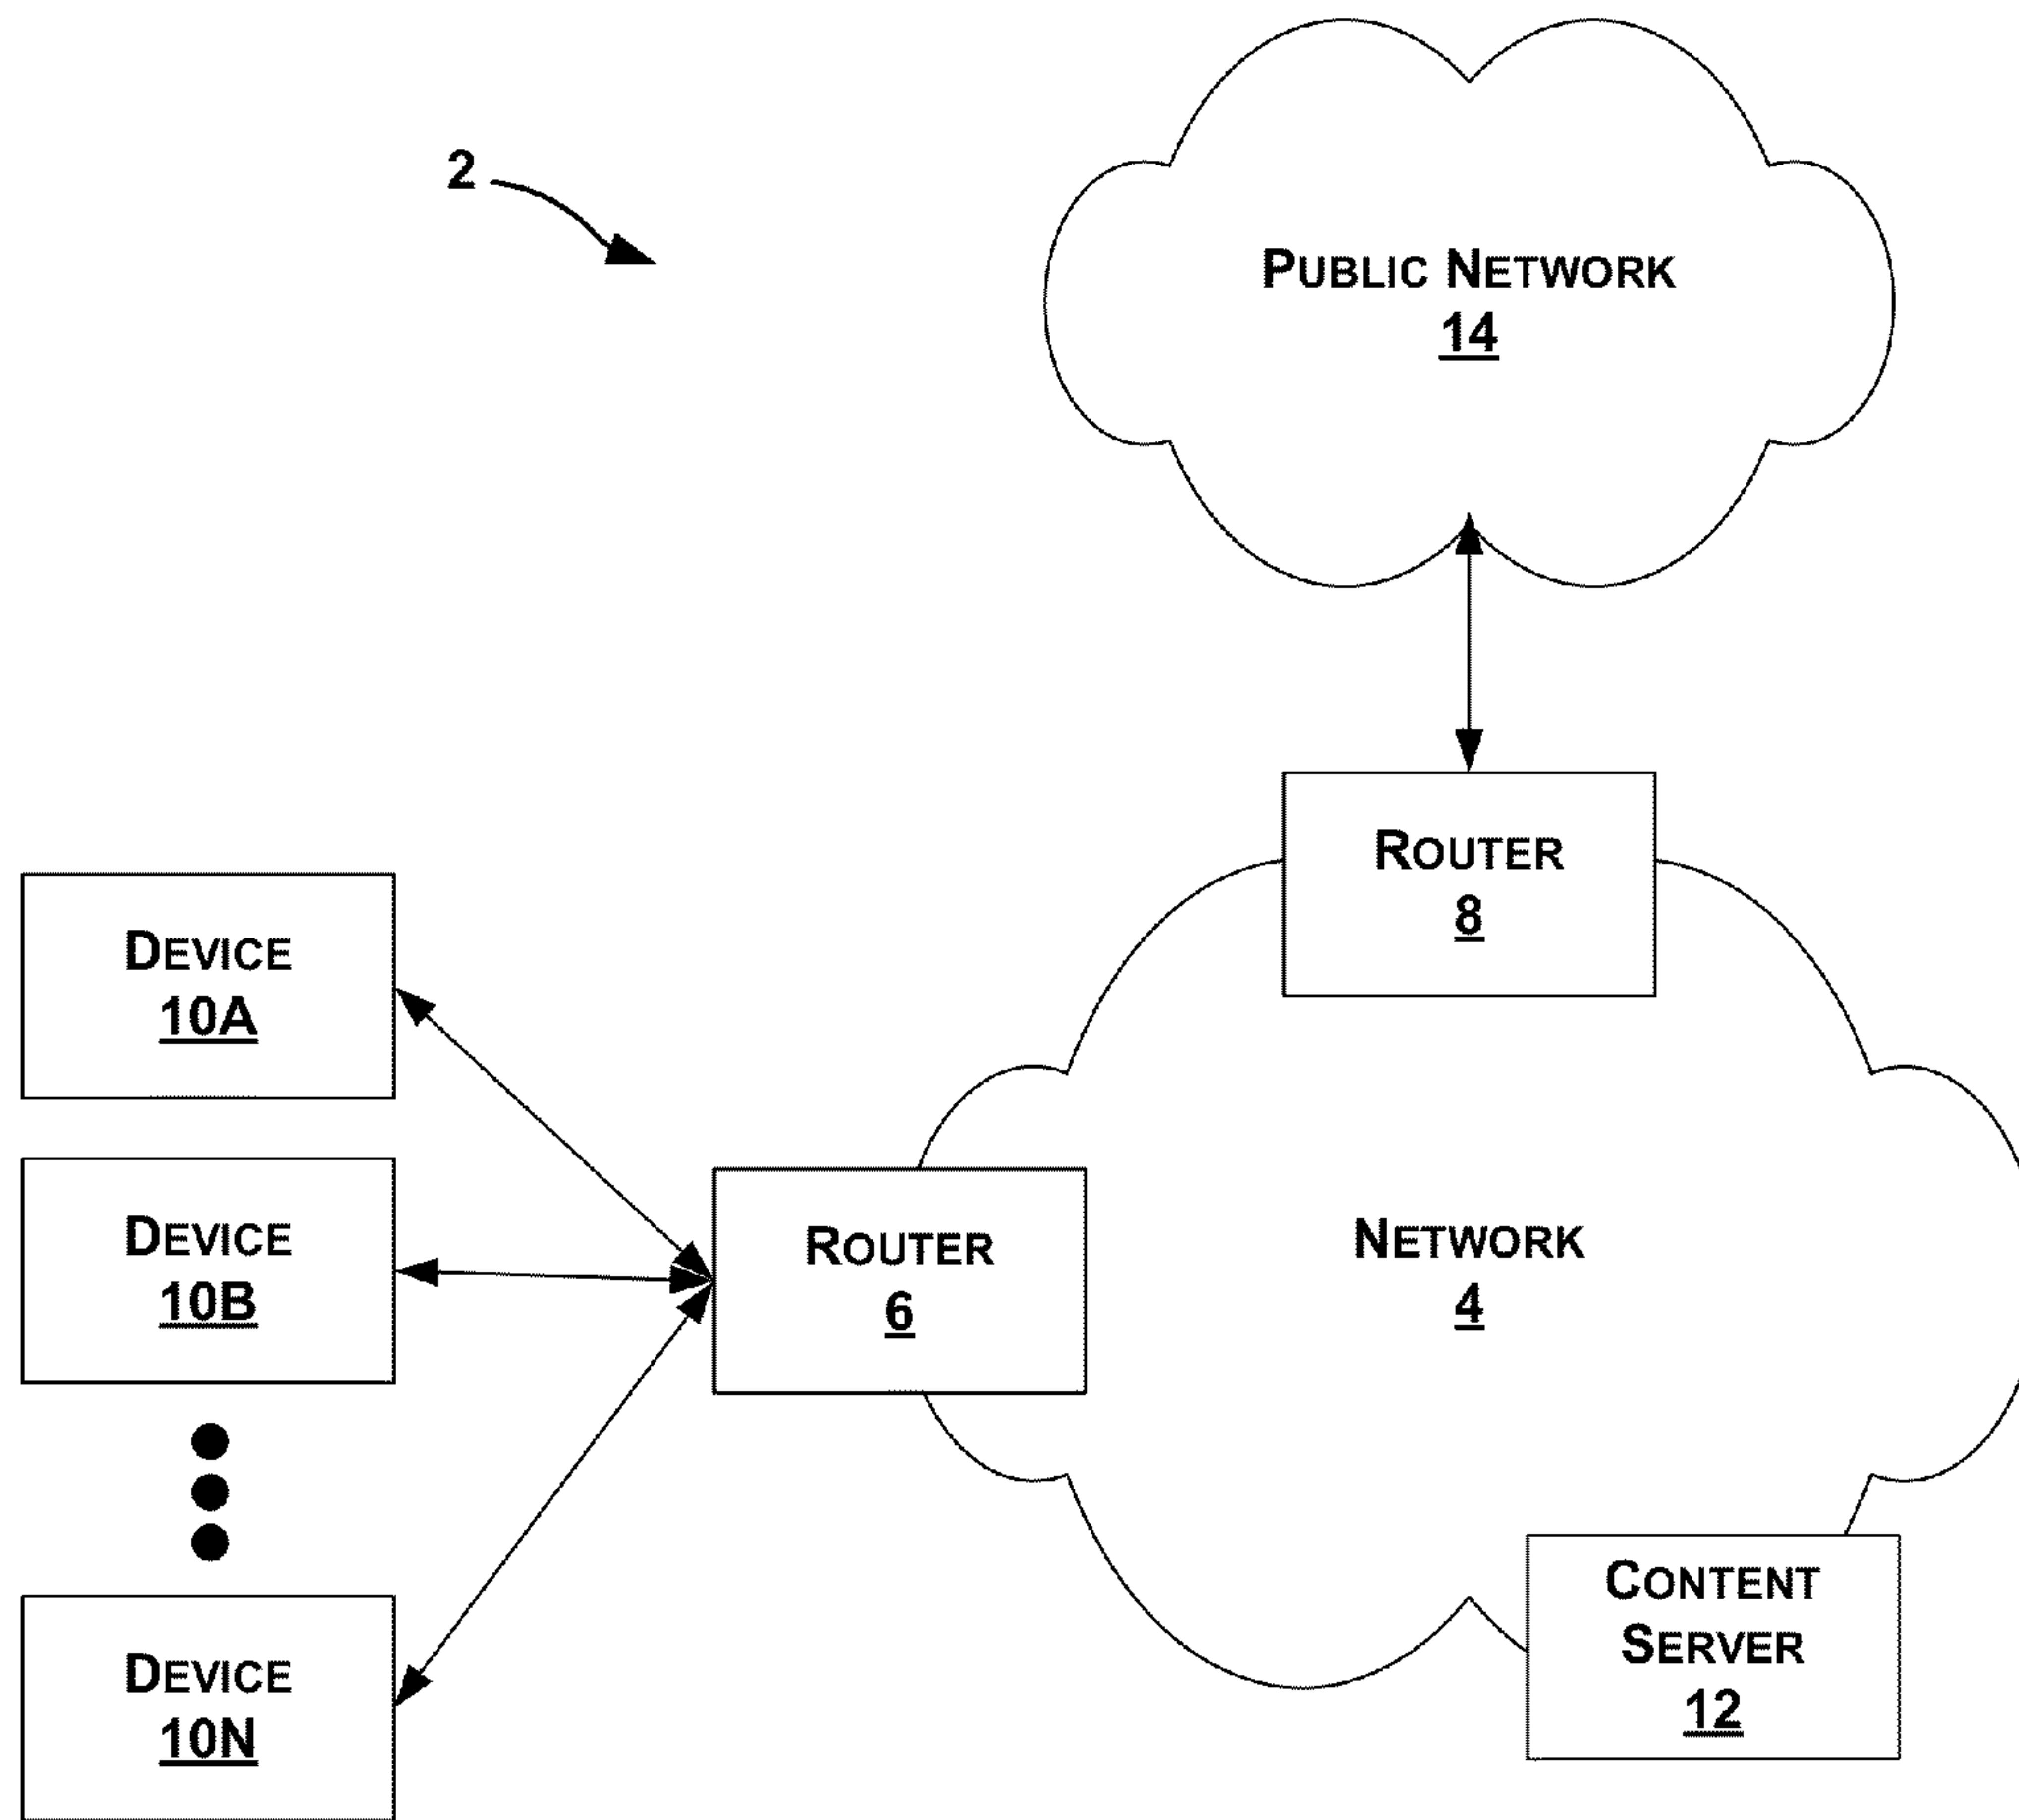 2
PUBLIC NETWORK
14
ROUTER
8
DEVICE
10A
DEVICE
10B
ROUTER
6
NETWORK
4
DEVICE
10N
CONTENT
SERVER
12